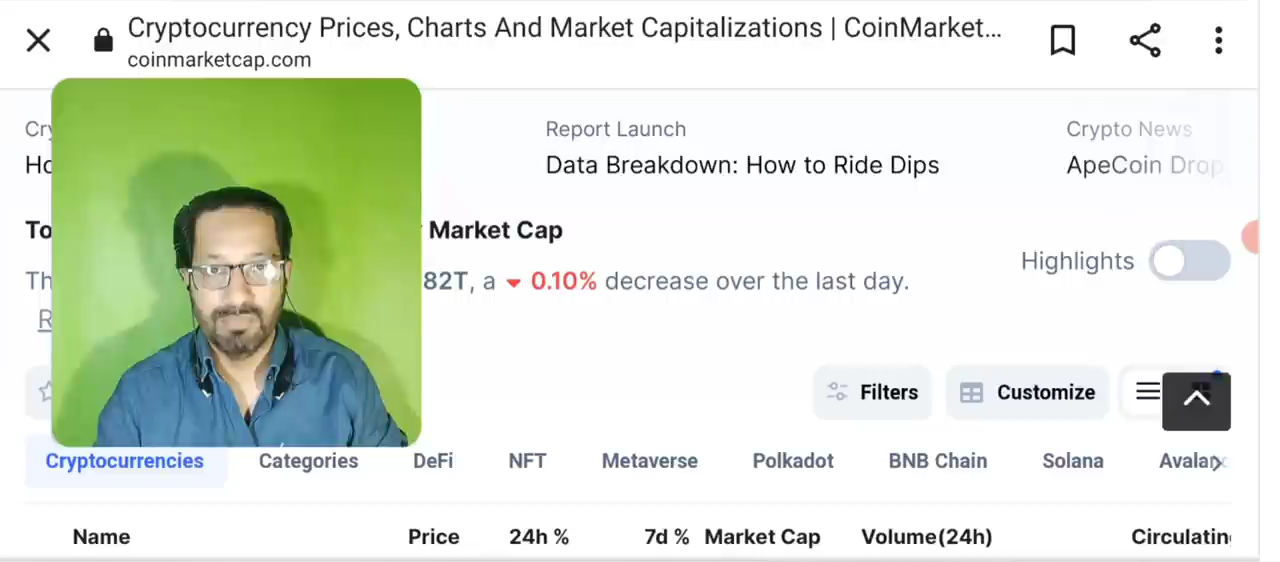 Cryptocurrency Prices, Charts And Market Capitalizations | CoinMarket...
coinmarketcap.com
Report Launch
Crypto News
Data Breakdown: How to Ride Dips
ApeCoin Drop
Market Cap
Highlights
82T, a 0.10% decrease over the last day.
Filters
Customize
Cryptocurrencies Categories DeFi NFT Metaverse Polkadot BNB Chain Solana
Name Price 24h % 7d % Market Cap Volume(24h)